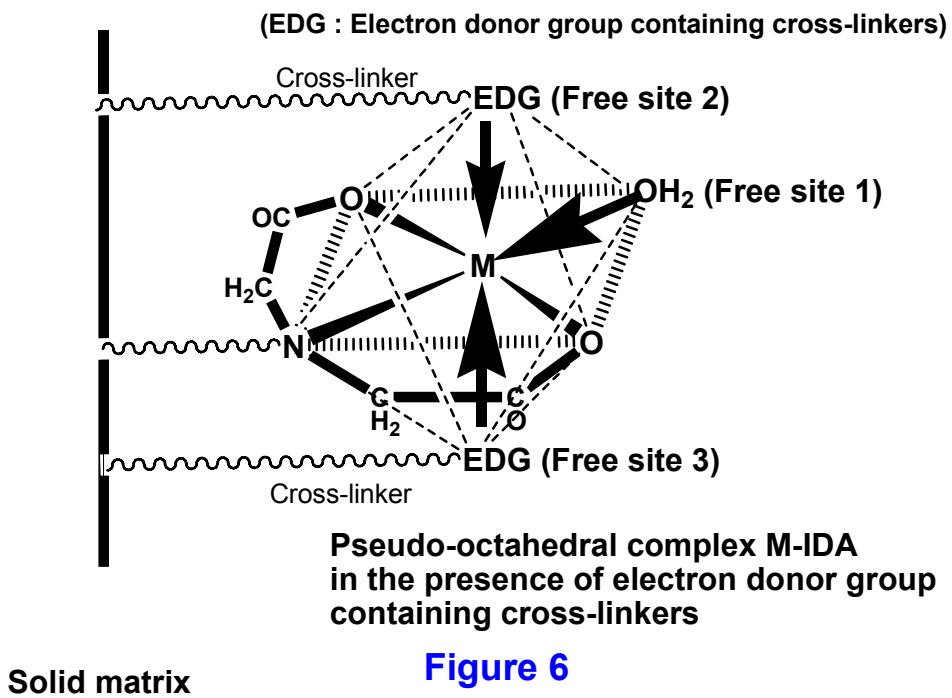 (EDG : Electron donor group containing cross-linkers)
Cross-linker
EDG (Free site 2)
O
OH₂ (Free site 1)
OC
M
H₂C
N
O
C
H₂
C
O
EDG (Free site 3)
Cross-linker
Pseudo-octahedral complex M-IDA
in the presence of electron donor group
containing cross-linkers
Figure 6
Solid matrix